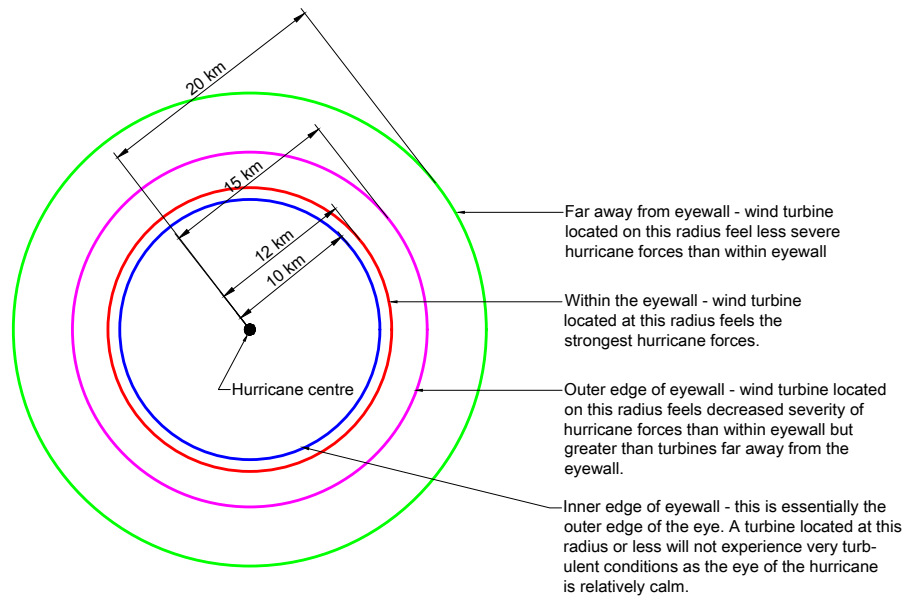 20 km
15 km
12 km
10 km
Hurricane centre
Far away from eyewall - wind turbine
located on this radius feel less severe
hurricane forces than within eyewall
Within the eyewall - wind turbine
located at this radius feels the
strongest hurricane forces.
Outer edge of eyewall - wind turbine located
on this radius feels decreased severity of
hurricane forces than within eyewall but
greater than turbines far away from the
eyewall.
Inner edge of eyewall - this is essentially the
outer edge of the eye. A turbine located at this
radius or less will not experience very turb-
ulent conditions as the eye of the hurricane
is relatively calm.